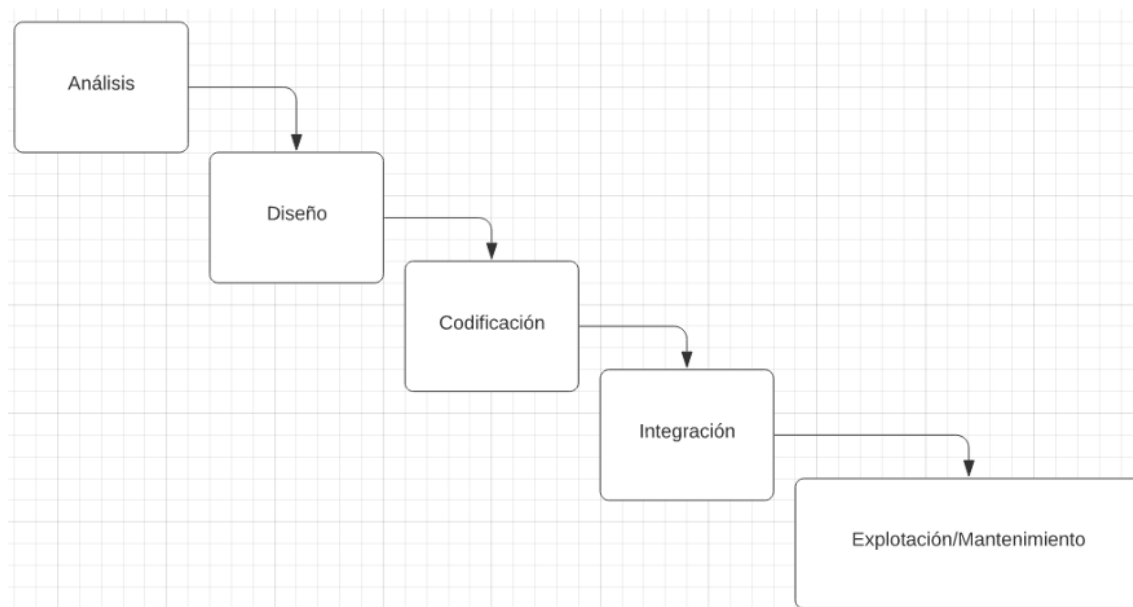 Análisis
Diseño
Codificación
Integración
Explotación/Mantenimiento